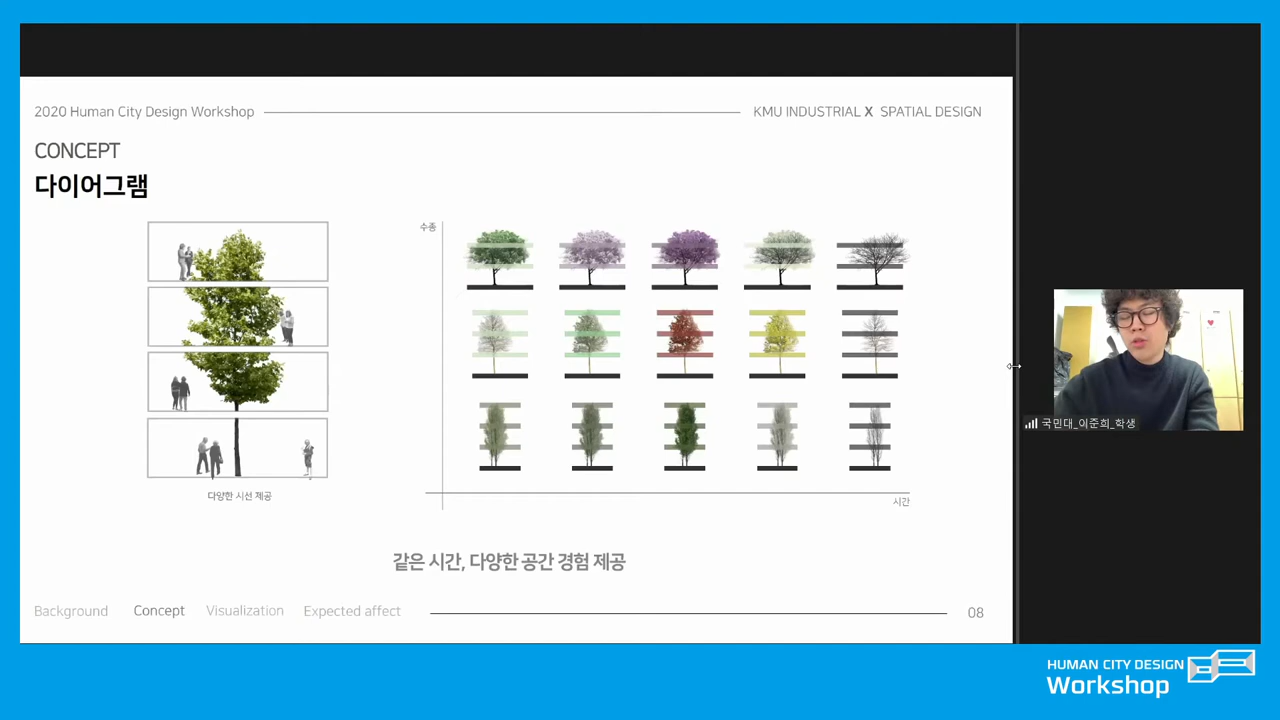 2020 Human City Design Workshop
KMU INDUSTRIAL X SPATIAL DESIGN
CONCEPT
다이어그램
수종
다양한 시선 제공
시간
같은 시간, 다양한 공간 경험 제공
Background Concept Visualization Expected affect
08
국민대_이준희_학생
HUMAN CITY DESIGN
Workshop